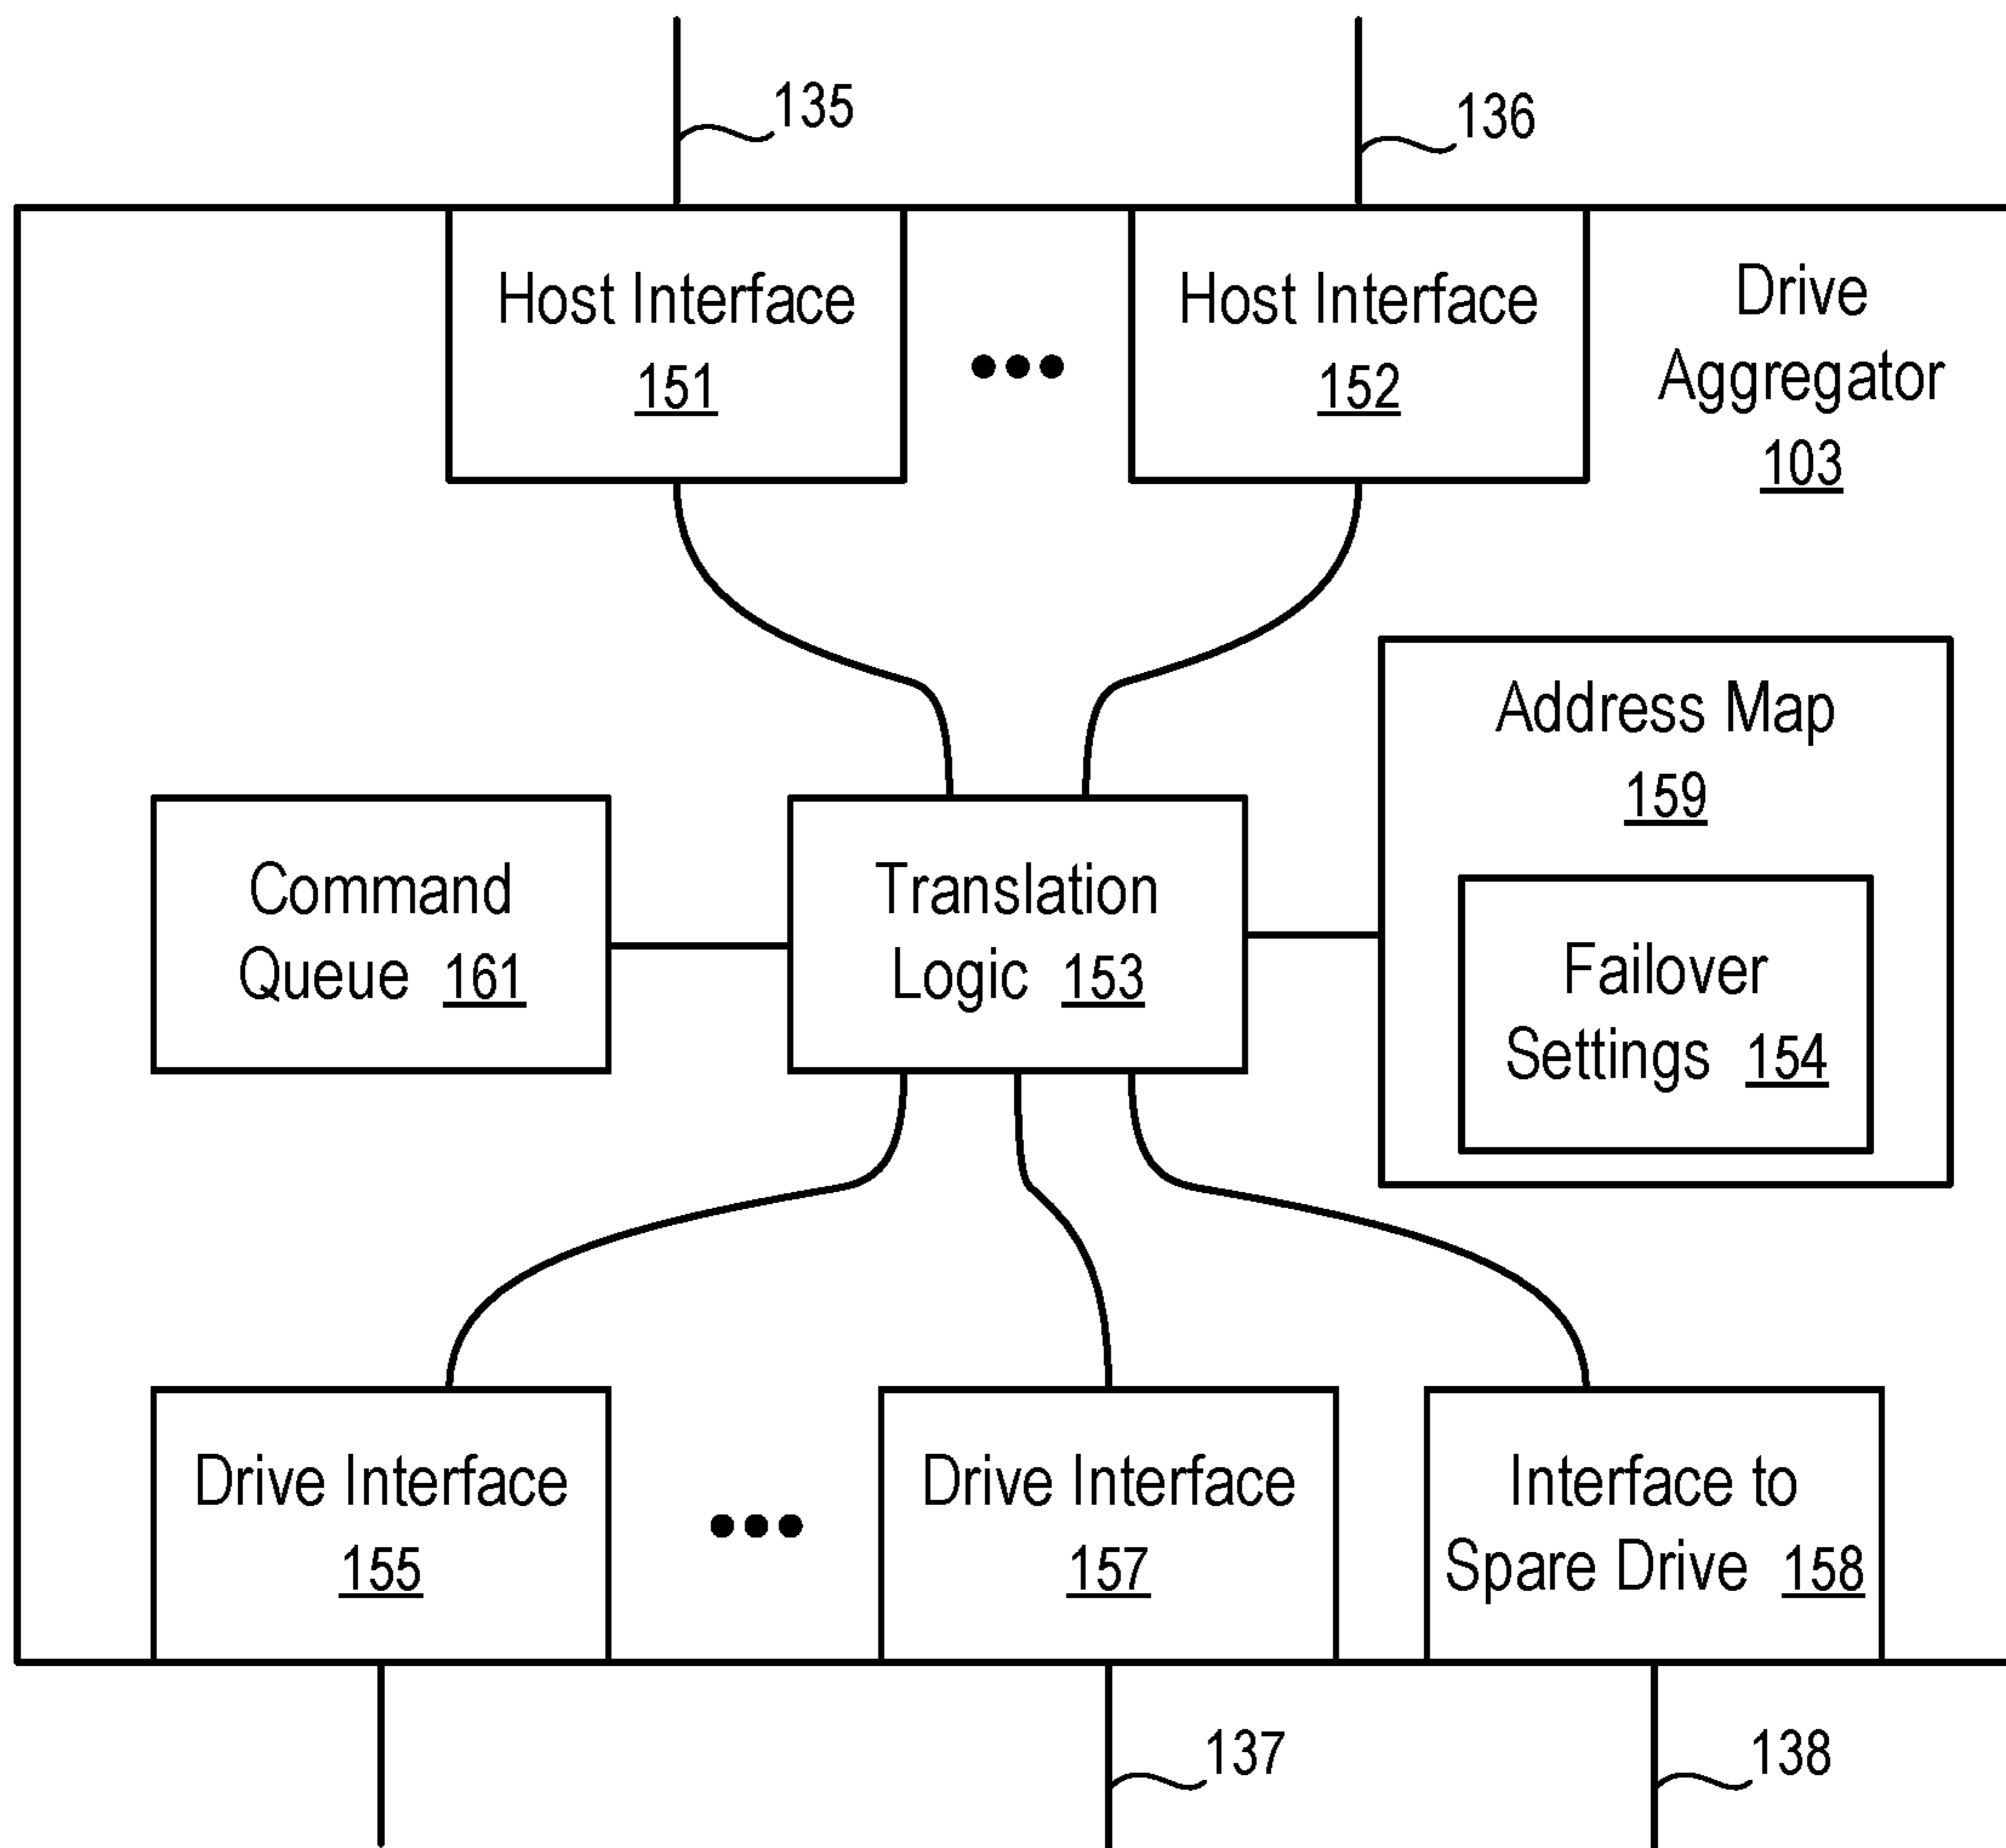 135
136
Host Interface
151
Host Interface
152
Drive
Aggregator
103
Address Map
159
Command
Queue 161
Translation
Logic 153
Failover
Settings 154
Drive Interface
155
Drive Interface
157
Interface to
Spare Drive 158
137
138